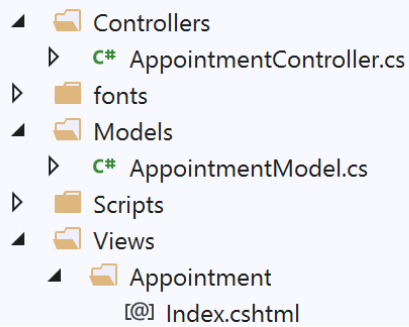 Controllers
C# AppointmentController.cs
fonts
Models
C# AppointmentModel.cs
Scripts
Views
Appointment
[@] Index.cshtml